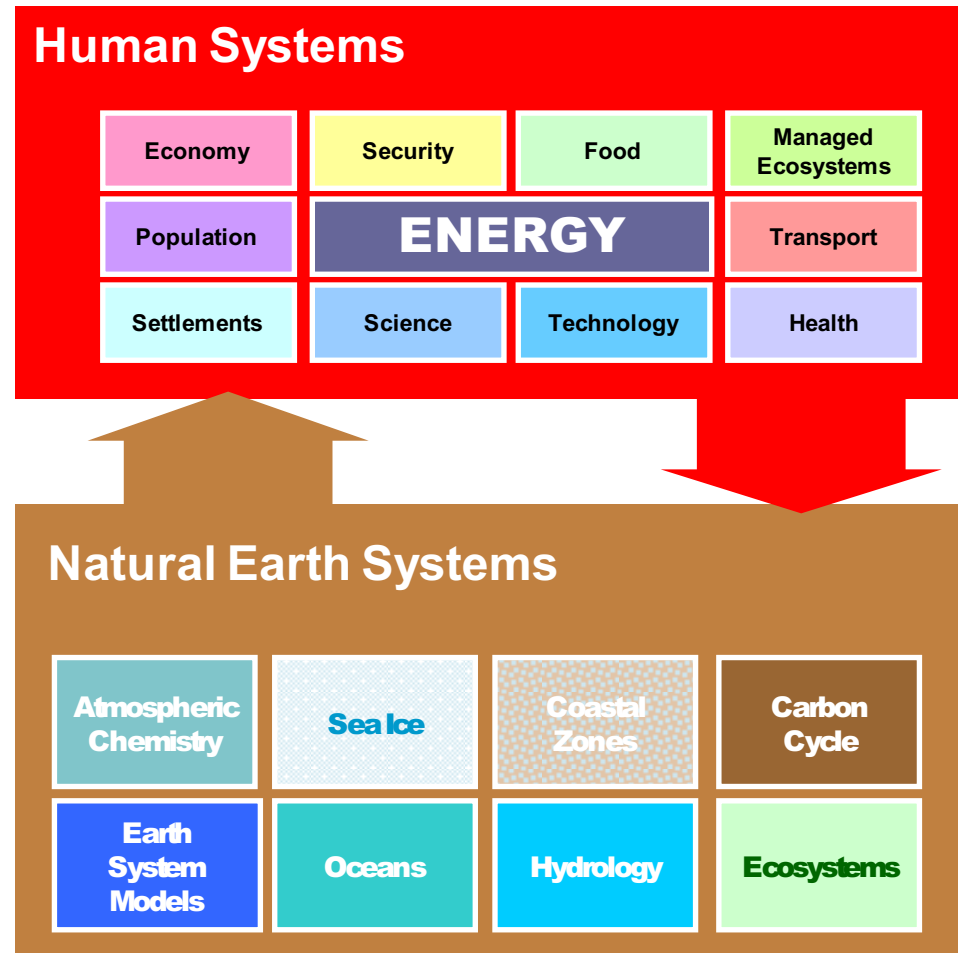 Human Systems
Economy
Security
Food
Managed
Ecosystems
Population
ENERGY
Transport
Settlements
Science
Technology
Health
Natural Earth Systems
Atmospheric
Chemistry
Sea Ice
Coastal
Zones
Carbon
Cycle
Earth
System
Models
Oceans
Hydrology
Ecosystems